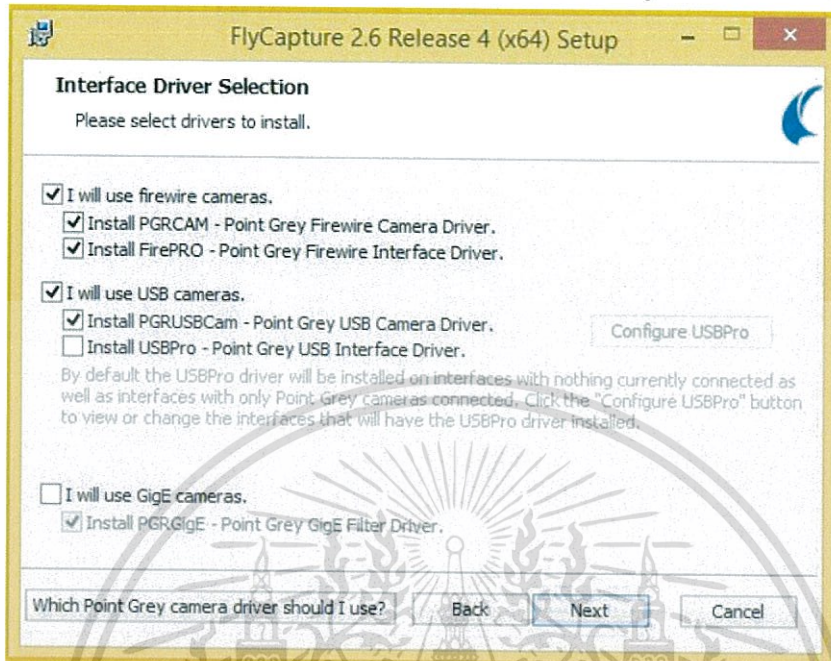 FlyCapture 2.6 Release 4 (x64) Setup
Interface Driver Selection
Please select drivers to install.
I will use firewire cameras.
Install PGRCAM - Point Grey Firewire Camera Driver.
Install FirePRO - Point Grey Firewire Interface Driver.
I will use USB cameras.
Install PGRUSBCam - Point Grey USB Camera Driver.
Configure USBPro
Install USBPro - Point Grey USB Interface Driver.
By default the USBPro driver will be installed on interfaces with nothing currently connected as
well as interfaces with only Point Grey cameras connected. Click the "Configure USBPro" button
to view or change the interfaces that will have the USBPro driver installed.
I will use GigE cameras.
Install PGRGigE - Point Grey GigE Filter Driver.
Which Point Grey camera driver should I use?
Back
Next
Cancel